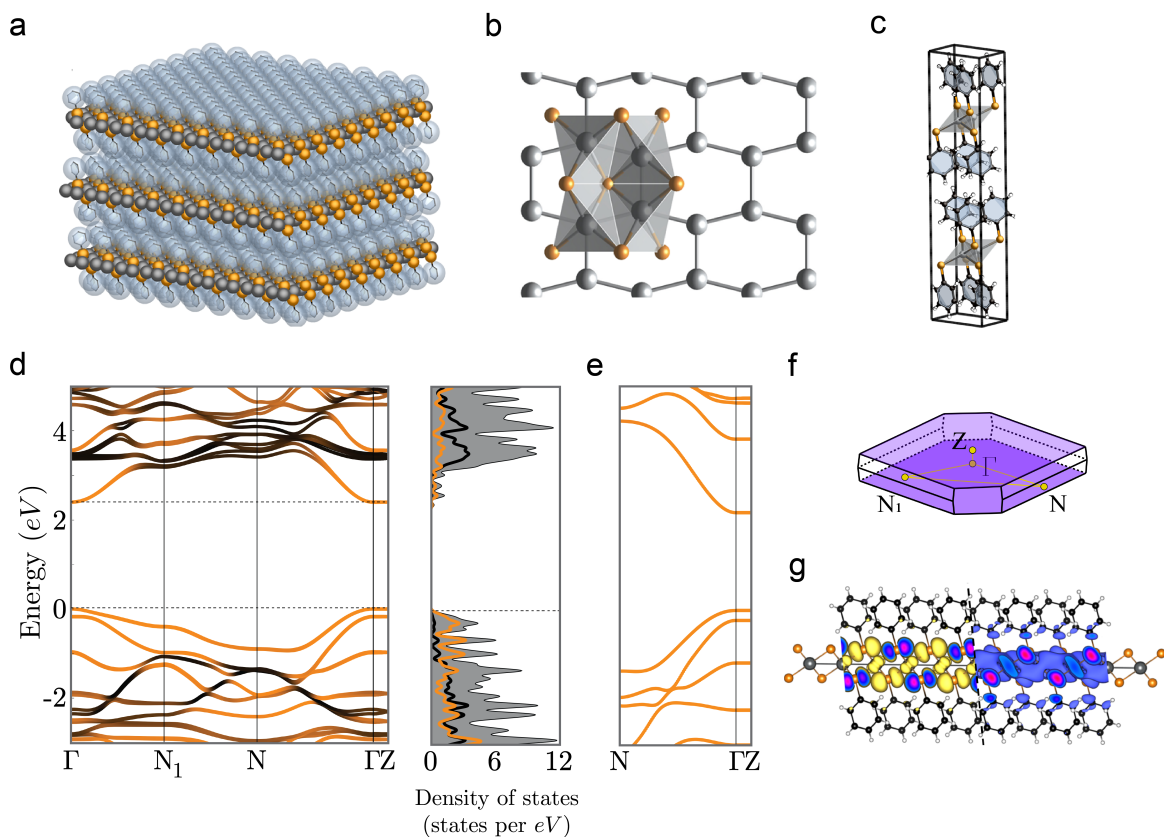 a
b
c
d
Energy (eV)
4
2
0
-2
Γ
N1
N
ΓZ
0
6
12
Density of states
(states per eV)
e
N
ΓZ
f
Z
Γ
N1
N
g